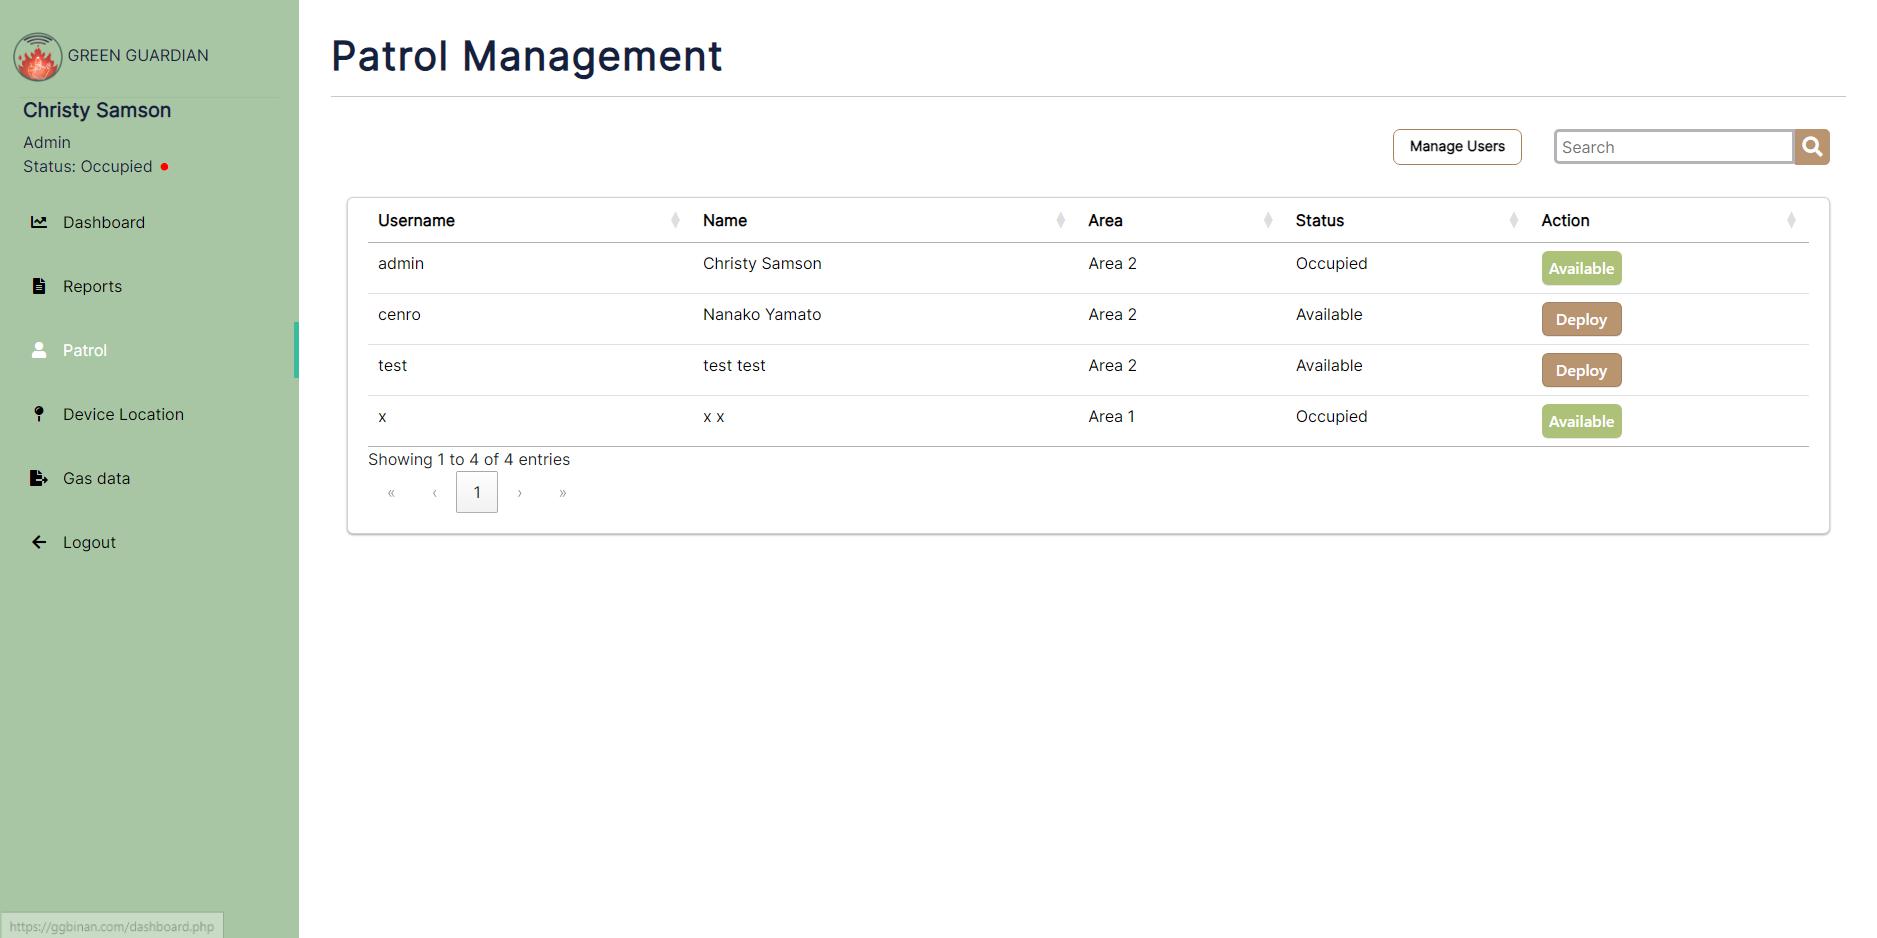 GREEN GUARDIAN
Christy Samson
Admin
Status: Occupied
Dashboard
Reports
Patrol
Device Location
Gas data
Logout
https://ggbinan.com/dashboard.php
Patrol Management
Manage Users
Search
Username Name Area Status Action
admin Christy Samson Area 2 Occupied Available
cenro Nanako Yamato Area 2 Available Deploy
test test test Area 2 Available Deploy
x x x Area 1 Occupied Available
Showing 1 to 4 of 4 entries
« ‹ 1 › »